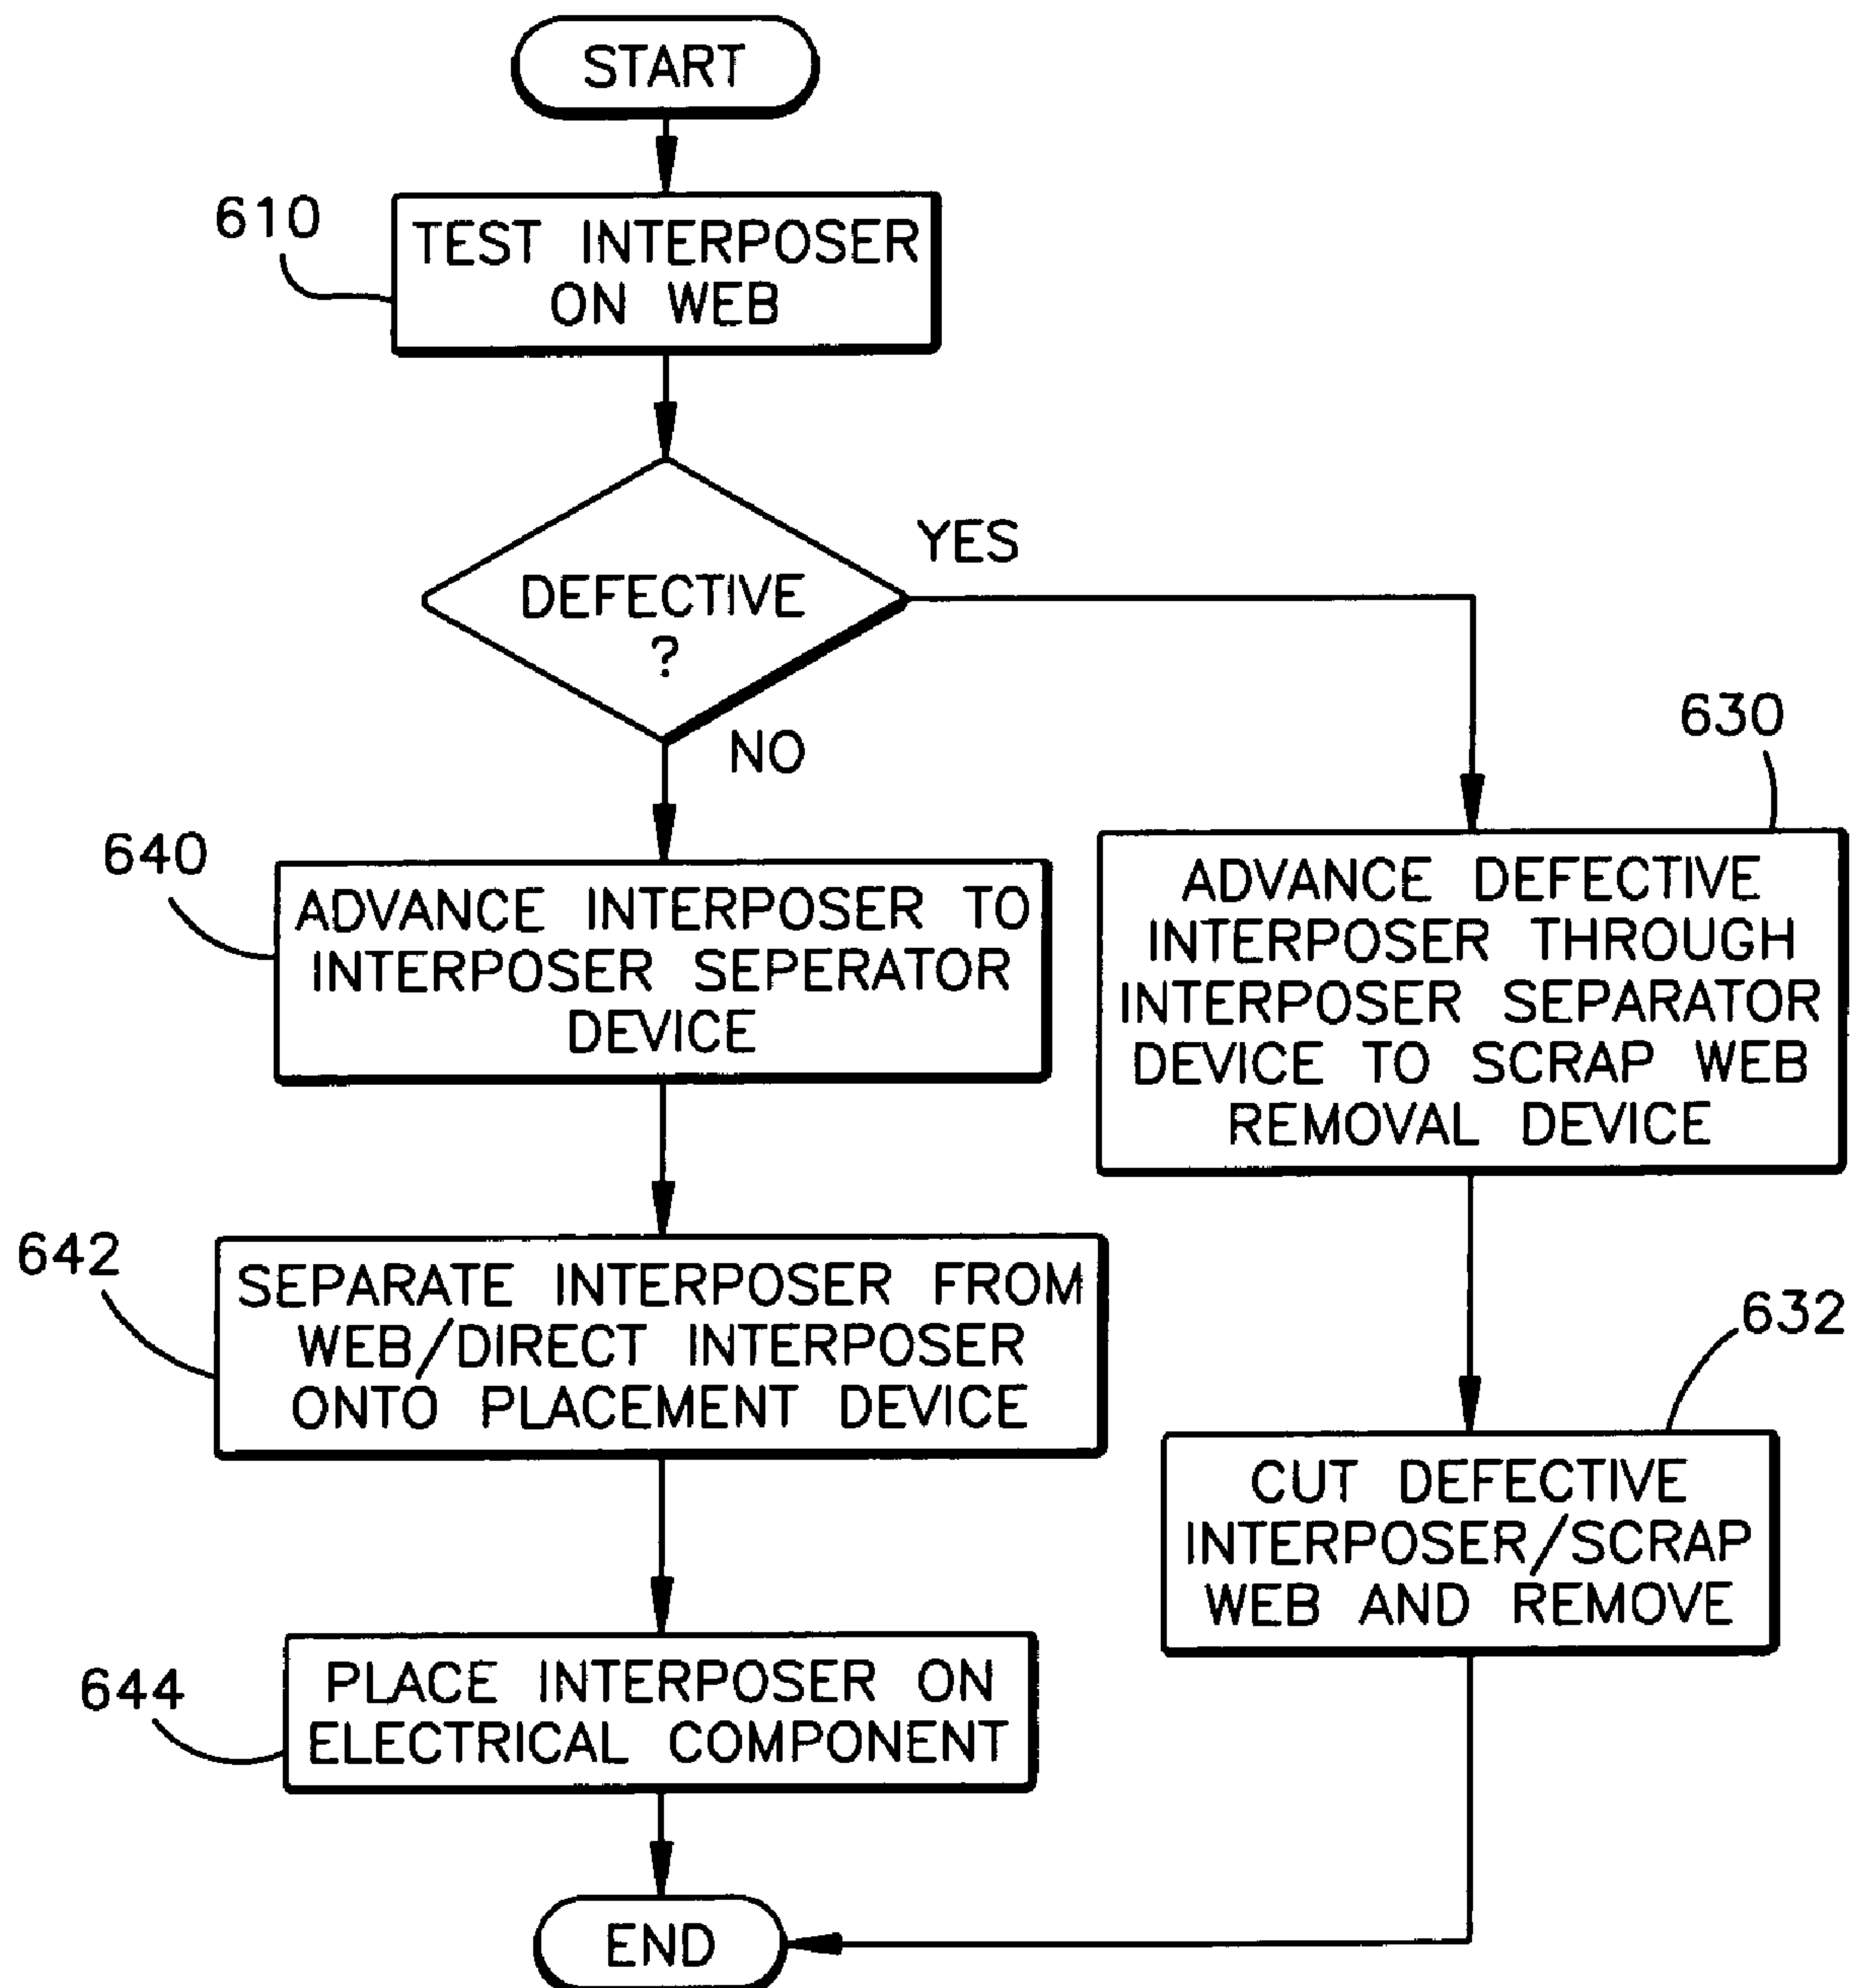 START
610
TEST INTERPOSER
ON WEB
DEFECTIVE
?
YES
NO
640
ADVANCE INTERPOSER TO
INTERPOSER SEPERATOR
DEVICE
642
SEPARATE INTERPOSER FROM
WEB/DIRECT INTERPOSER
ONTO PLACEMENT DEVICE
644
PLACE INTERPOSER ON
ELECTRICAL COMPONENT
630
ADVANCE DEFECTIVE
INTERPOSER THROUGH
INTERPOSER SEPARATOR
DEVICE TO SCRAP WEB
REMOVAL DEVICE
632
CUT DEFECTIVE
INTERPOSER/SCRAP
WEB AND REMOVE
END